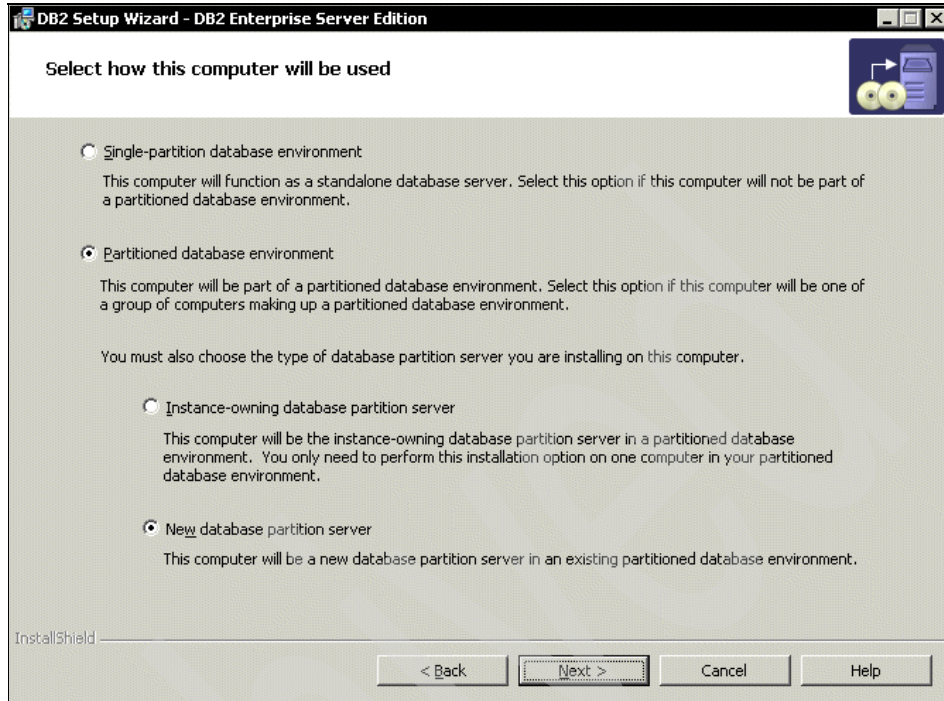 DB2 Setup Wizard - DB2 Enterprise Server Edition
Select how this computer will be used
Single-partition database environment
This computer will function as a standalone database server. Select this option if this computer will not be part of
a partitioned database environment.
Partitioned database environment
This computer will be part of a partitioned database environment. Select this option if this computer will be one of
a group of computers making up a partitioned database environment.
You must also choose the type of database partition server you are installing on this computer.
Instance-owning database partition server
This computer will be the instance-owning database partition server in a partitioned database
environment. You only need to perform this installation option on one computer in your partitioned
database environment.
New database partition server
This computer will be a new database partition server in an existing partitioned database environment.
InstallShield
< Back Next > Cancel Help